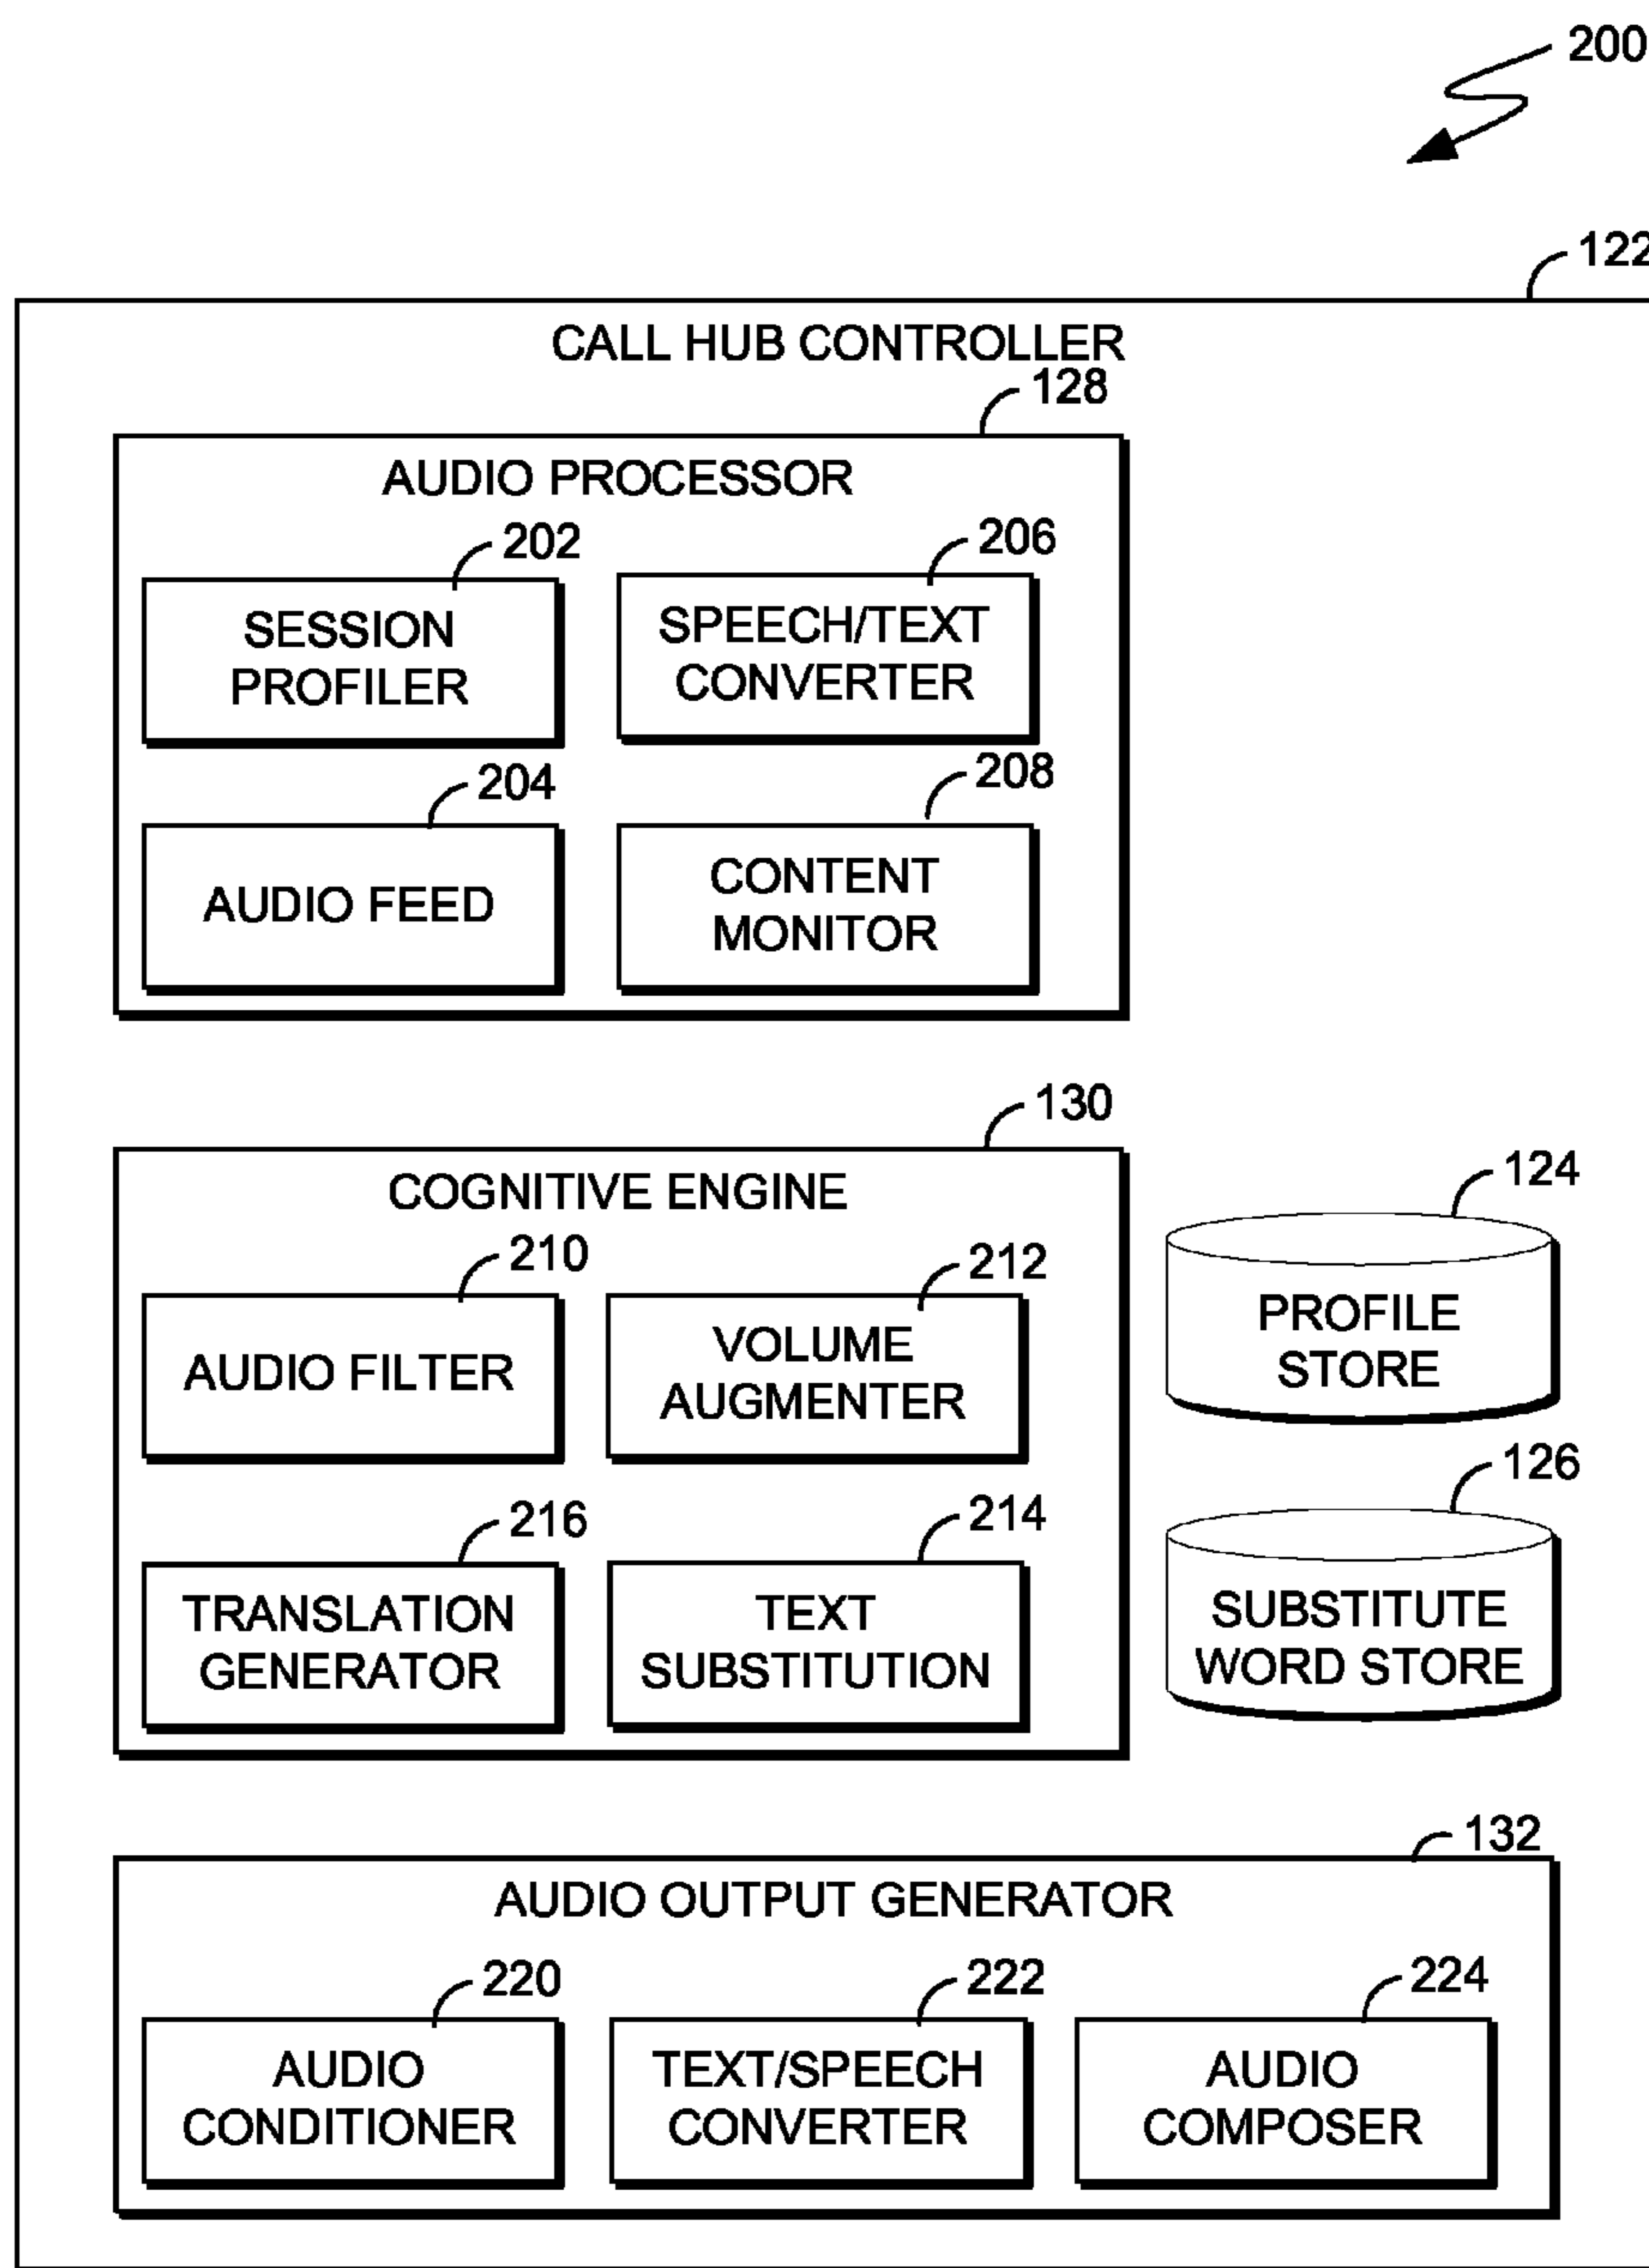 200
122
CALL HUB CONTROLLER
128
AUDIO PROCESSOR
202
SESSION
PROFILER
206
SPEECH/TEXT
CONVERTER
204
AUDIO FEED
208
CONTENT
MONITOR
130
COGNITIVE ENGINE
210
AUDIO FILTER
212
VOLUME
AUGMENTER
216
TRANSLATION
GENERATOR
214
TEXT
SUBSTITUTION
124
PROFILE
STORE
126
SUBSTITUTE
WORD STORE
132
AUDIO OUTPUT GENERATOR
220
AUDIO
CONDITIONER
222
TEXT/SPEECH
CONVERTER
224
AUDIO
COMPOSER